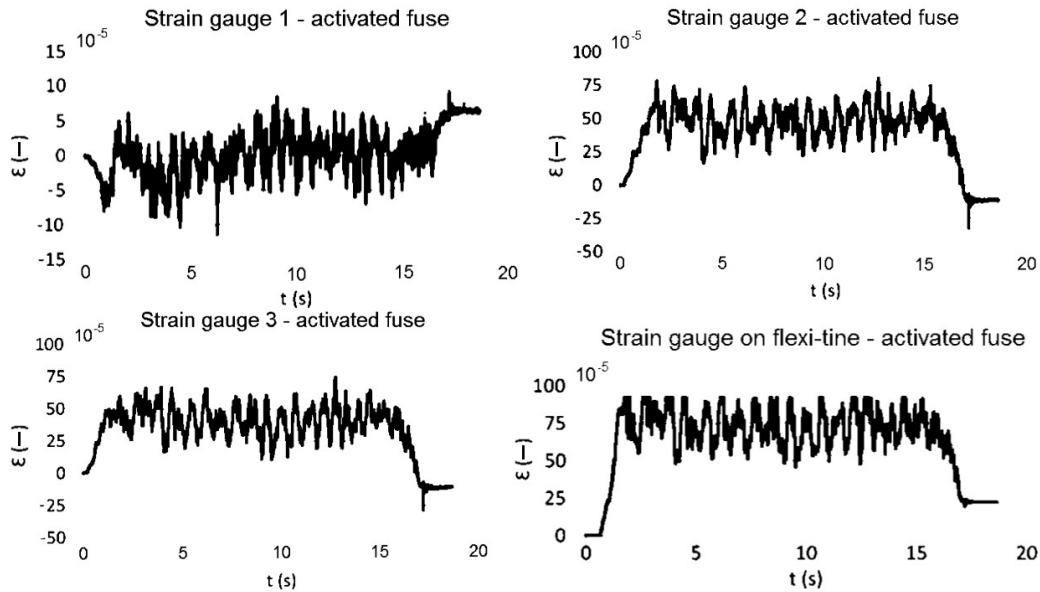 Strain gauge 1 - activated fuse
10⁻⁵
15
10
5
0
-5
-10
-15
ε (—)
0 5 10 15 20
t (s)
Strain gauge 2 - activated fuse
10⁻⁵
100
75
50
25
0
-25
-50
ε (—)
0 5 10 15 20
t (s)
Strain gauge 3 - activated fuse
10⁻⁵
100
75
50
25
0
-25
-50
ε (—)
0 5 10 15 20
t (s)
Strain gauge on flexi-tine - activated fuse
10⁻⁵
100
75
50
25
0
ε (—)
0 5 10 15 20
t (s)